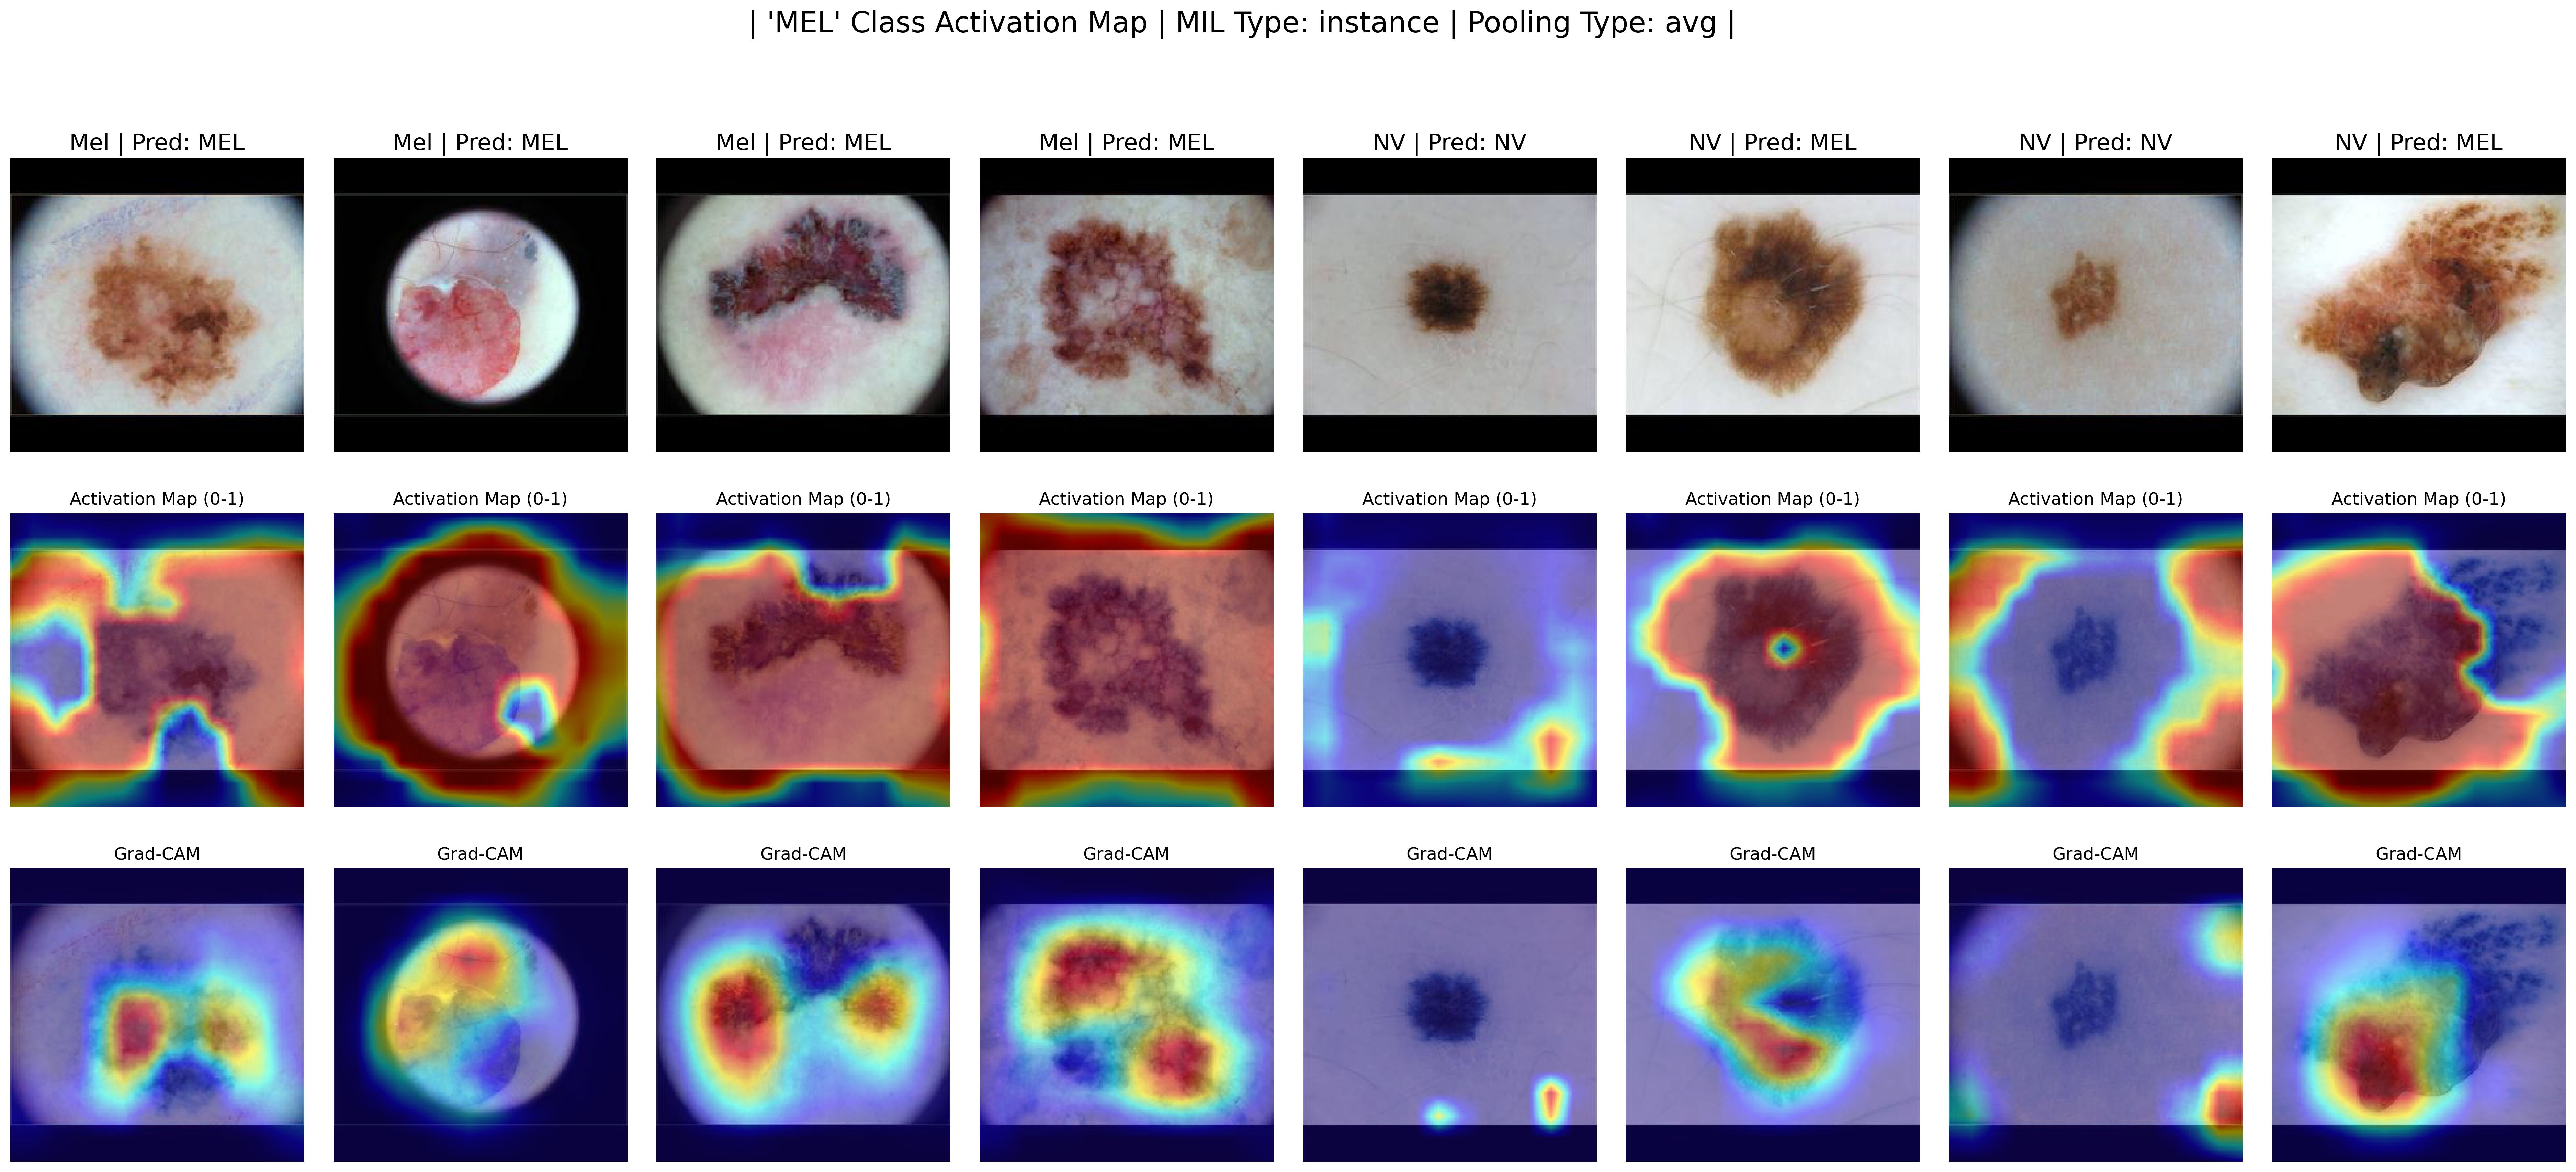 | 'MEL' Class Activation Map | MIL Type: instance | Pooling Type: avg |
Mel | Pred: MEL
Mel | Pred: MEL
Mel | Pred: MEL
Mel | Pred: MEL
NV | Pred: NV
NV | Pred: MEL
NV | Pred: NV
NV | Pred: MEL
Activation Map (0-1)
Activation Map (0-1)
Activation Map (0-1)
Activation Map (0-1)
Activation Map (0-1)
Activation Map (0-1)
Activation Map (0-1)
Activation Map (0-1)
Grad-CAM
Grad-CAM
Grad-CAM
Grad-CAM
Grad-CAM
Grad-CAM
Grad-CAM
Grad-CAM